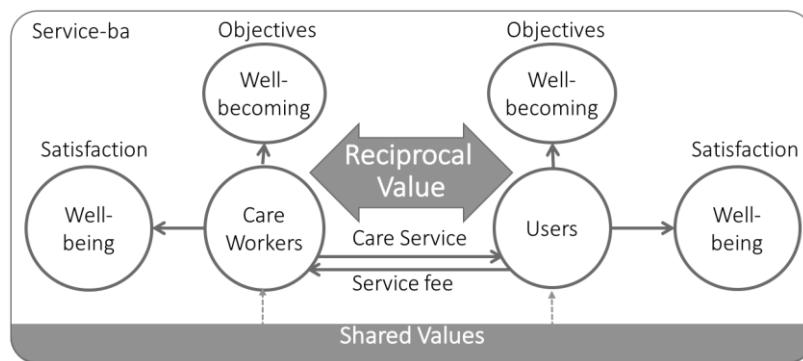 Service-ba
Objectives
Objectives
Well-
becoming
Well-
becoming
Satisfaction
Reciprocal
Value
Satisfaction
Well-
being
Care
Workers
Care Service
Service fee
Users
Well-
being
Shared Values